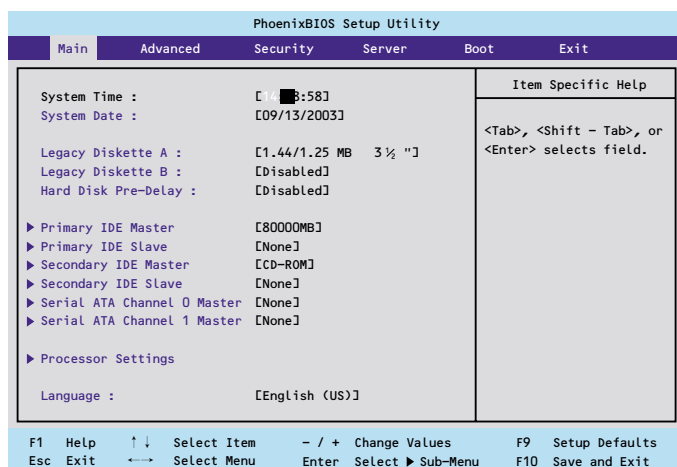 PhoenixBIOS Setup Utility
Main Advanced Security Server Boot Exit
Item Specific Help
System Time : [14: 3:58]
System Date : [09/13/2003]
<Tab>, <Shift - Tab>, or
<Enter> selects field.
Legacy Diskette A : [1.44/1.25 MB 3½ "]
Legacy Diskette B : [Disabled]
Hard Disk Pre-Delay : [Disabled]
▶ Primary IDE Master [80000MB]
▶ Primary IDE Slave [None]
▶ Secondary IDE Master [CD-ROM]
▶ Secondary IDE Slave [None]
▶ Serial ATA Channel 0 Master [None]
▶ Serial ATA Channel 1 Master [None]
▶ Processor Settings
Language : [English (US)]
F1 Help ↑↓ Select Item - / + Change Values F9 Setup Defaults
Esc Exit ←→ Select Menu Enter Select ▶ Sub-Menu F10 Save and Exit